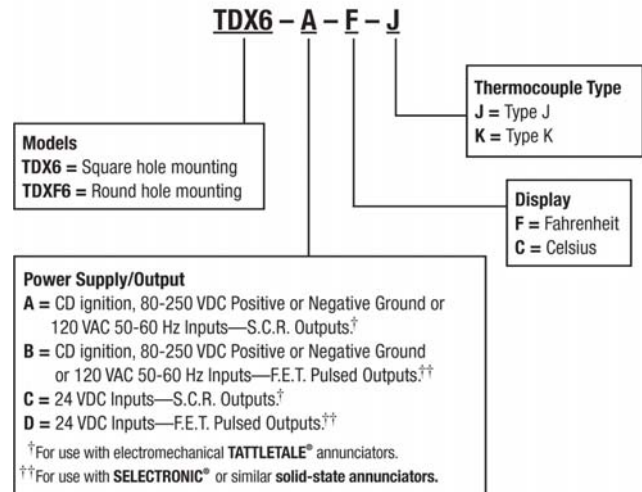 TDX6 – A – F – J
Thermocouple Type
J = Type J
K = Type K
Models
TDX6 = Square hole mounting
TDXF6 = Round hole mounting
Display
F = Fahrenheit
C = Celsius
Power Supply/Output
A = CD ignition, 80-250 VDC Positive or Negative Ground or
120 VAC 50-60 Hz Inputs—S.C.R. Outputs.†
B = CD ignition, 80-250 VDC Positive or Negative Ground
or 120 VAC 50-60 Hz Inputs—F.E.T. Pulsed Outputs.††
C = 24 VDC Inputs—S.C.R. Outputs.†
D = 24 VDC Inputs—F.E.T. Pulsed Outputs.††
†For use with electromechanical TATTLETALE® annunciators.
††For use with SELECTRONIC® or similar solid-state annunciators.